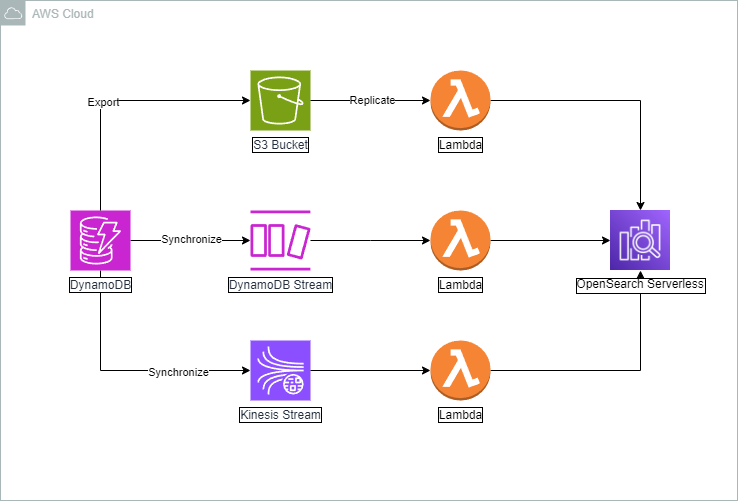 AWS Cloud
Export
Replicate
S3 Bucket
Lambda
Synchronize
DynamoDB
DynamoDB Stream
Lambda
OpenSearch Serverless
Synchronize
Kinesis Stream
Lambda